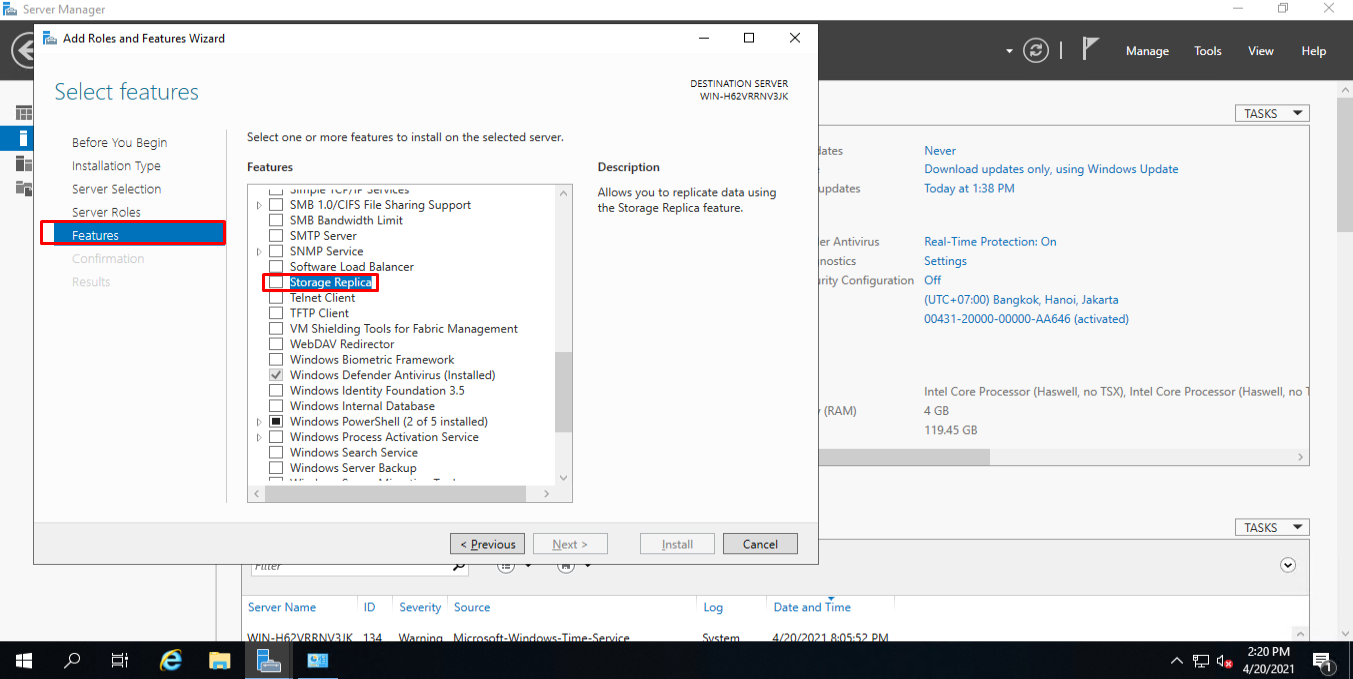 Server Manager
Add Roles and Features Wizard
Manage
Tools
View
Help
Select features
DESTINATION SERVER
WIN-H62VRRNV3JK
Before You Begin
Installation Type
Server Selection
Server Roles
Features
Confirmation
Results
Select one or more features to install on the selected server.
Features
Simple TCP/IP Services
SMB 1.0/CIFS File Sharing Support
SMB Bandwidth Limit
SMTP Server
SNMP Service
Software Load Balancer
Storage Replica
Telnet Client
TFTP Client
VM Shielding Tools for Fabric Management
WebDAV Redirector
Windows Biometric Framework
Windows Defender Antivirus (Installed)
Windows Identity Foundation 3.5
Windows Internal Database
Windows PowerShell (2 of 5 installed)
Windows Process Activation Service
Windows Search Service
Windows Server Backup
Description
Allows you to replicate data using
the Storage Replica feature.
< Previous
Next >
Install
Cancel
TASKS
dates
Never
Download updates only, using Windows Update
updates
Today at 1:38 PM
er Antivirus
Real-Time Protection: On
nostics
Settings
rity Configuration
Off
(UTC+07:00) Bangkok, Hanoi, Jakarta
00431-20000-00000-AA646 (activated)
Intel Core Processor (Haswell, no TSX), Intel Core Processor (Haswell, no T
(RAM)
4 GB
119.45 GB
TASKS
Filter
Server Name
ID
Severity
Source
Log
Date and Time
WIN-H62VRRNV3JK
134
Warning
Microsoft-Windows-Time-Service
System
4/20/2021 8:05:52 PM
2:20 PM
4/20/2021
1